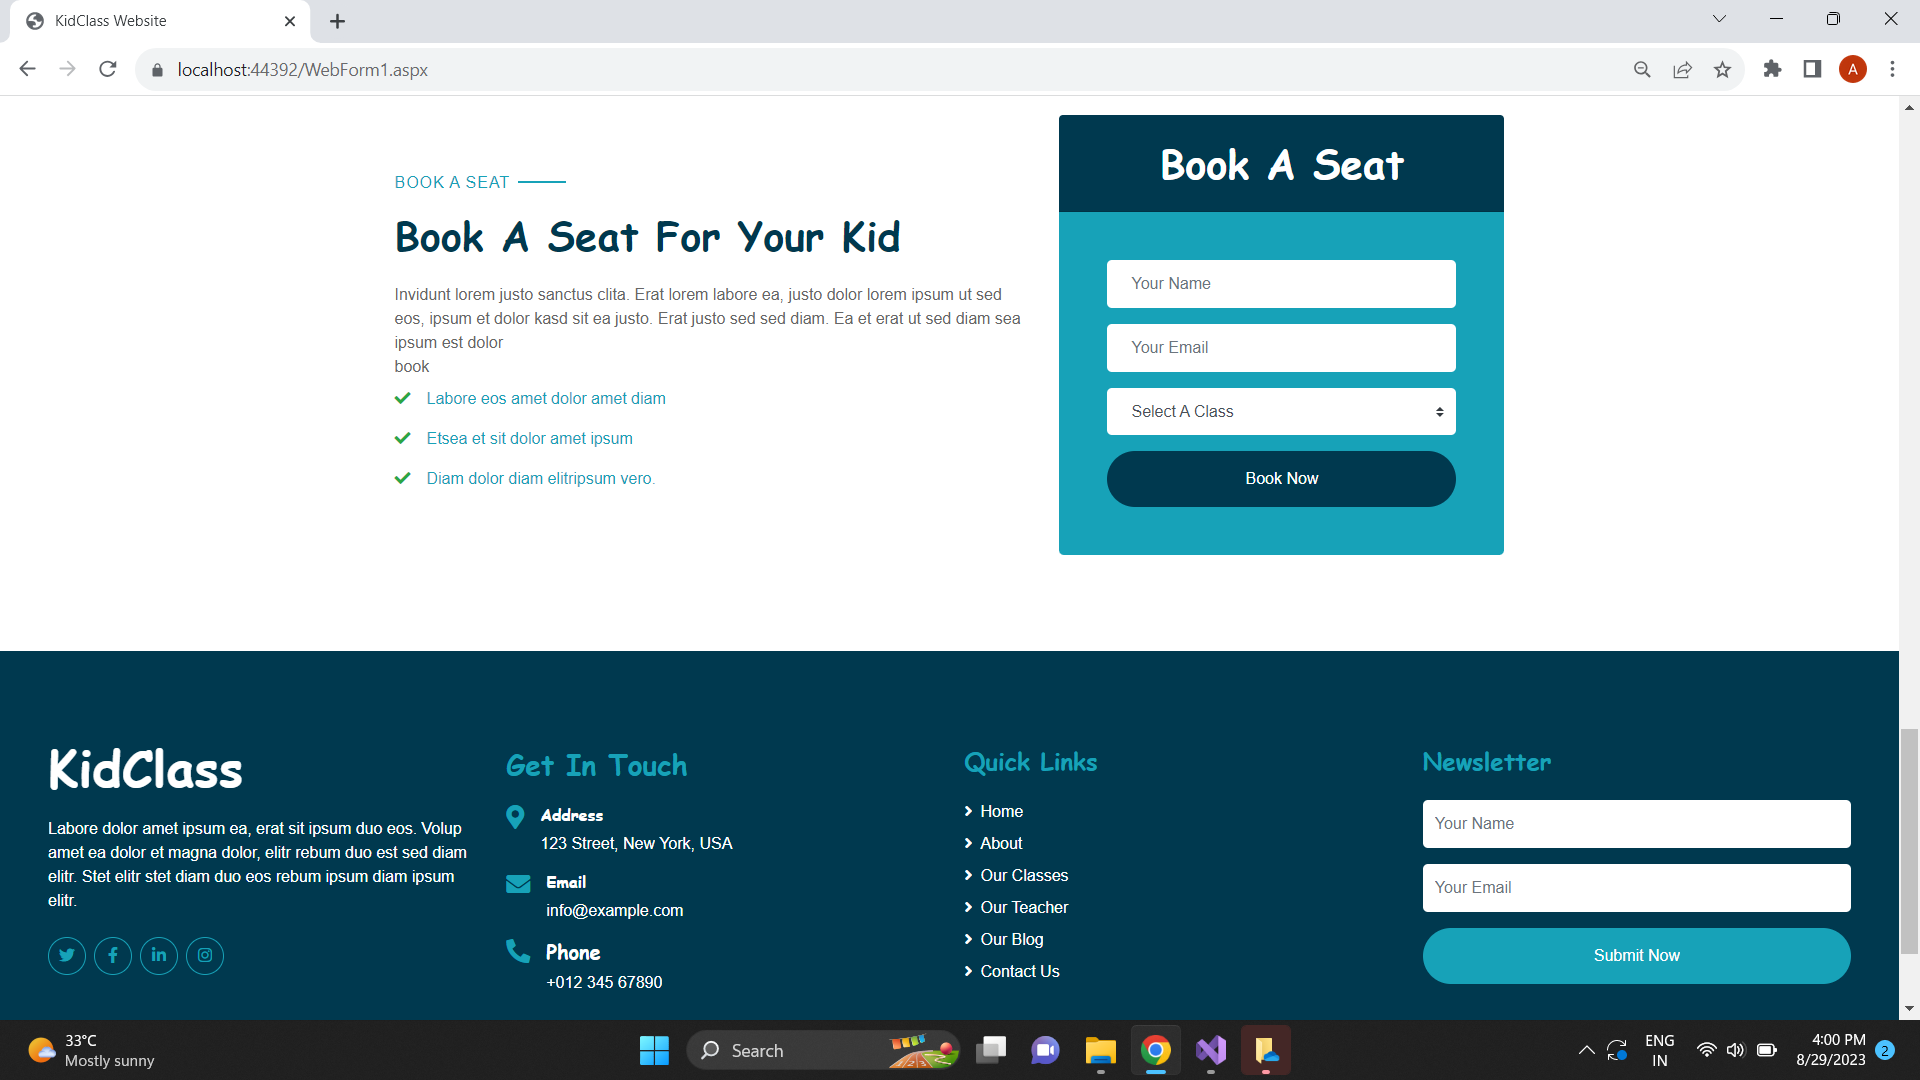 KidClass Website
localhost:44392/WebForm1.aspx
A
BOOK A SEAT
Book A Seat For Your Kid
Invidunt lorem justo sanctus clita. Erat lorem labore ea, justo dolor lorem ipsum ut sed
eos, ipsum et dolor kasd sit ea justo. Erat justo sed sed diam. Ea et erat ut sed diam sea
ipsum est dolor
book
Labore eos amet dolor amet diam
Etsea et sit dolor amet ipsum
Diam dolor diam elitripsum vero.
Book A Seat
Your Name
Your Email
Select A Class
Book Now
KidClass
Labore dolor amet ipsum ea, erat sit ipsum duo eos. Volup
amet ea dolor et magna dolor, elitr rebum duo est sed diam
elitr. Stet elitr stet diam duo eos rebum ipsum diam ipsum
elitr.
Get In Touch
Address
123 Street, New York, USA
Email
info@example.com
Phone
+012 345 67890
Quick Links
Home
About
Our Classes
Our Teacher
Our Blog
Contact Us
Newsletter
Your Name
Your Email
Submit Now
33°C
Mostly sunny
Search
ENG
IN
4:00 PM
8/29/2023
2